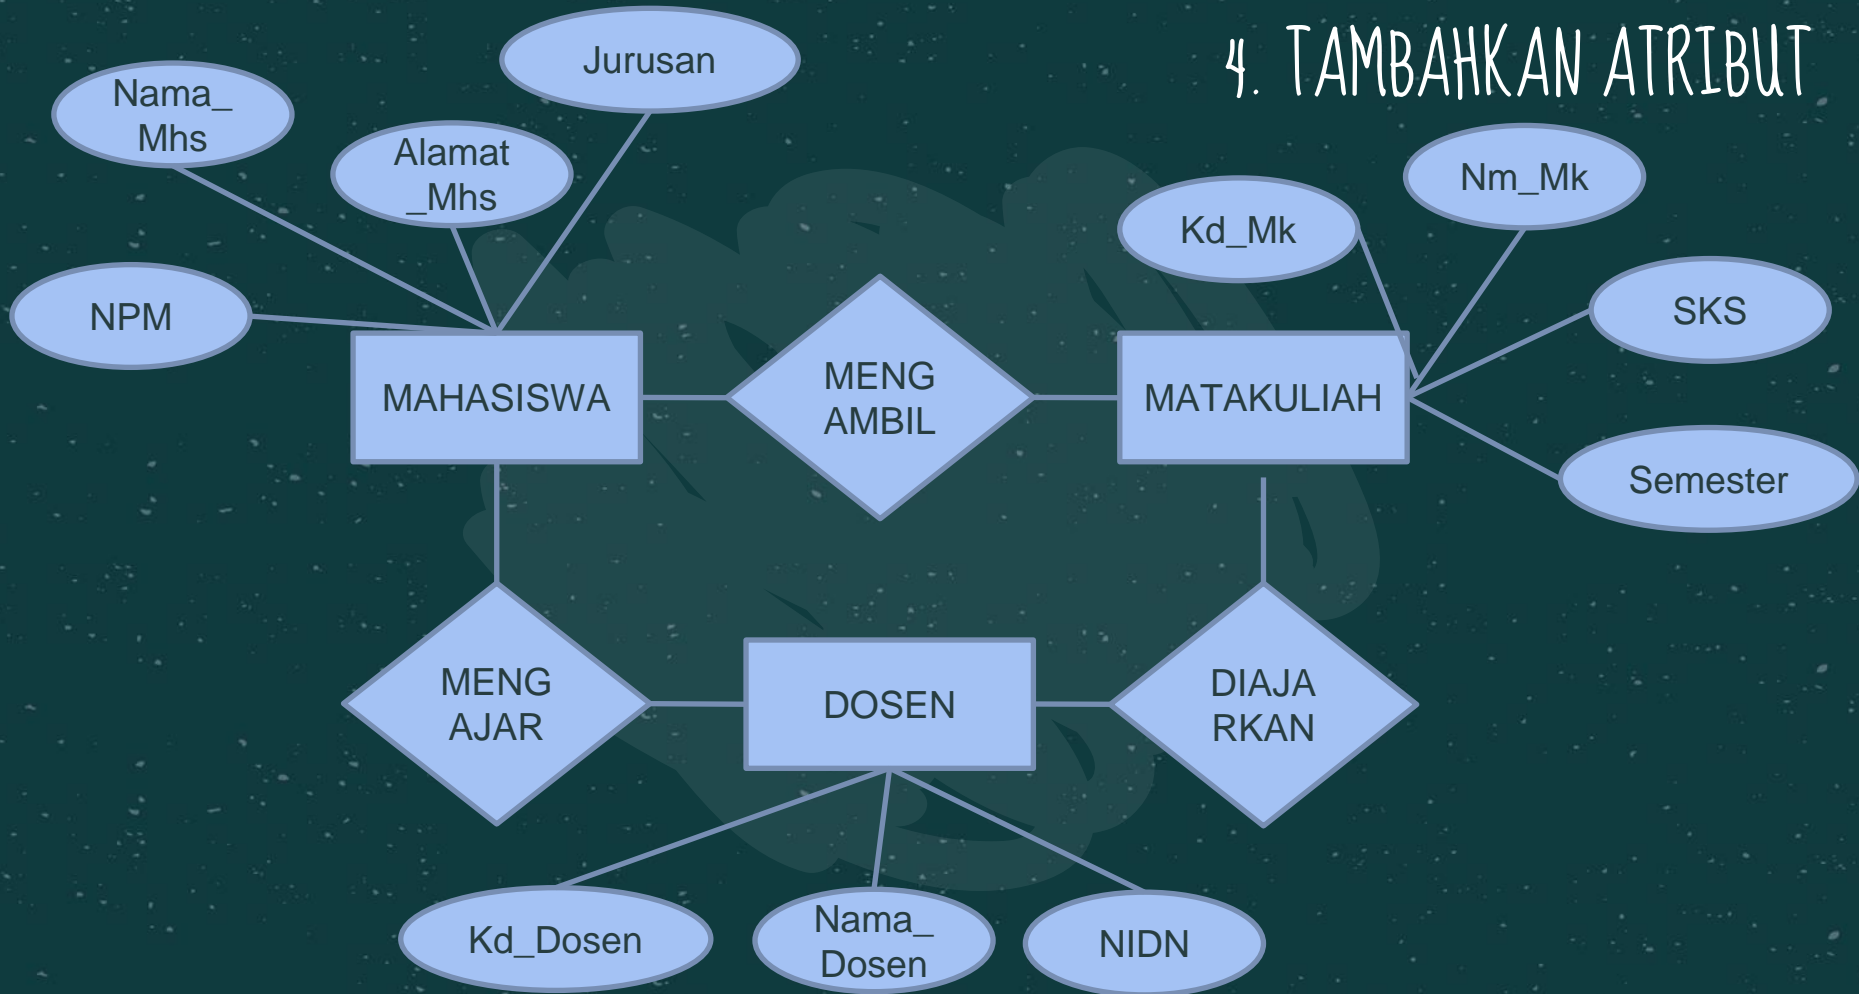 4. TAMBAHKAN ATRIBUT
Jurusan
Nama_
Mhs
Alamat
_Mhs
Nm_Mk
Kd_Mk
NPM
SKS
MAHASISWA
MENG
AMBIL
MATAKULIAH
Semester
MENG
AJAR
DOSEN
DIAJA
RKAN
Kd_Dosen
Nama_
Dosen
NIDN